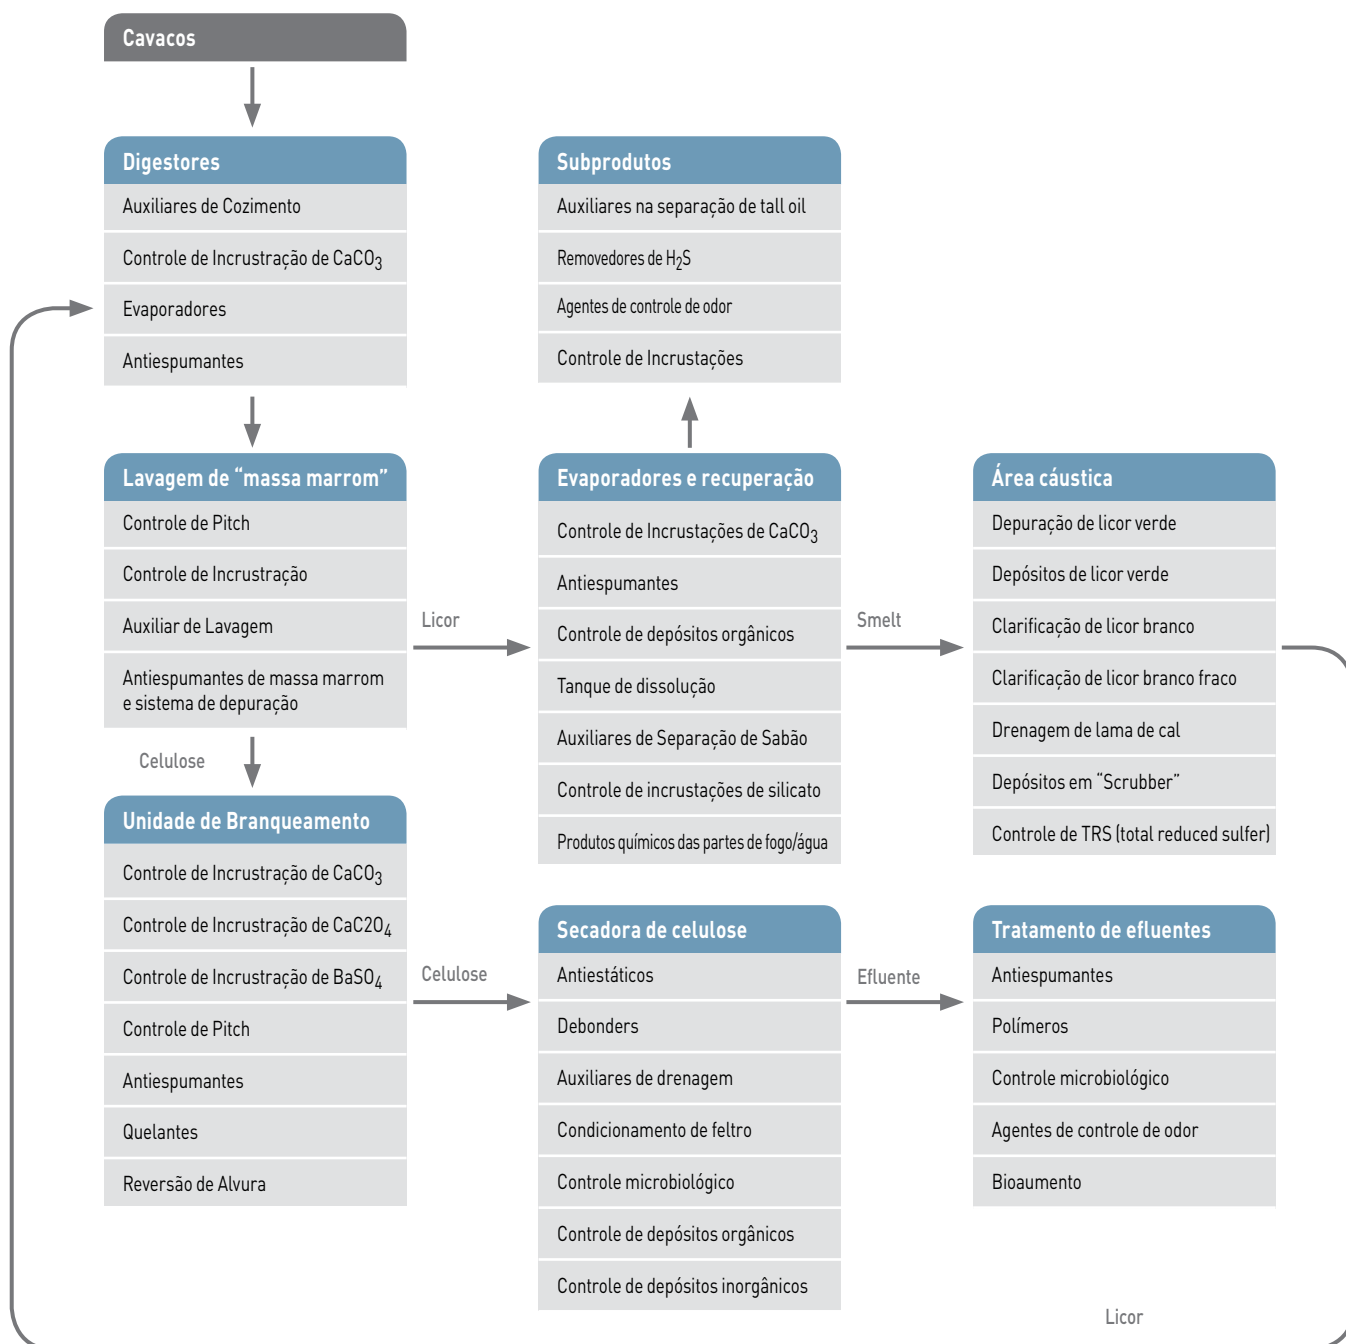 Cavacos
Digestores
Auxiliares de Cozimento
Controle de Incrustração de CaCO3
Evaporadores
Antiespumantes
Subprodutos
Auxiliares na separação de tall oil
Removedores de H2S
Agentes de controle de odor
Controle de Incrustações
Lavagem de “massa marrom”
Controle de Pitch
Controle de Incrustração
Auxiliar de Lavagem
Antiespumantes de massa marrom
e sistema de depuração
Licor
Evaporadores e recuperação
Controle de Incrustações de CaCO3
Antiespumantes
Controle de depósitos orgânicos
Tanque de dissolução
Auxiliares de Separação de Sabão
Controle de incrustações de silicato
Produtos químicos das partes de fogo/água
Smelt
Área cáustica
Depuração de licor verde
Depósitos de licor verde
Clarificação de licor branco
Clarificação de licor branco fraco
Drenagem de lama de cal
Depósitos em “Scrubber”
Controle de TRS (total reduced sulfer)
Celulose
Unidade de Branqueamento
Controle de Incrustração de CaCO3
Controle de Incrustração de CaC2O4
Controle de Incrustração de BaSO4
Controle de Pitch
Antiespumantes
Quelantes
Reversão de Alvura
Celulose
Secadora de celulose
Antiestáticos
Debonders
Auxiliares de drenagem
Condicionamento de feltro
Controle microbiológico
Controle de depósitos orgânicos
Controle de depósitos inorgânicos
Efluente
Tratamento de efluentes
Antiespumantes
Polímeros
Controle microbiológico
Agentes de controle de odor
Bioaumento
Licor